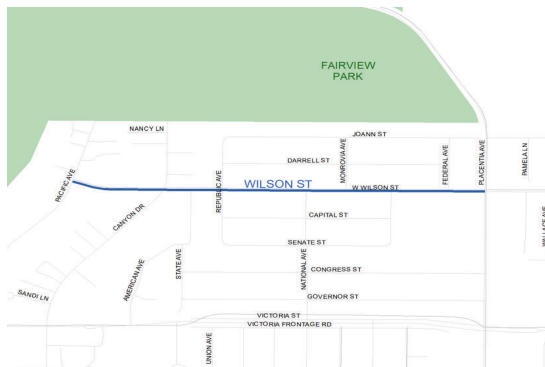 FAIRVIEW
PARK
NANCY LN
JOANN ST
MONROVIA AVE
FEDERAL AVE
PLACENTIA AVE
PAMELA LN
DARRELL ST
PACIFIC AVE
REPUBLIC AVE
WILSON ST
W WILSON ST
CANYON DR
CAPITAL ST
WALLACE AVE
SENATE ST
STATE AVE
NATIONAL AVE
AMERICAN AVE
CONGRESS ST
SANDI LN
GOVERNOR ST
VICTORIA ST
VICTORIA FRONTAGE RD
UNION AVE